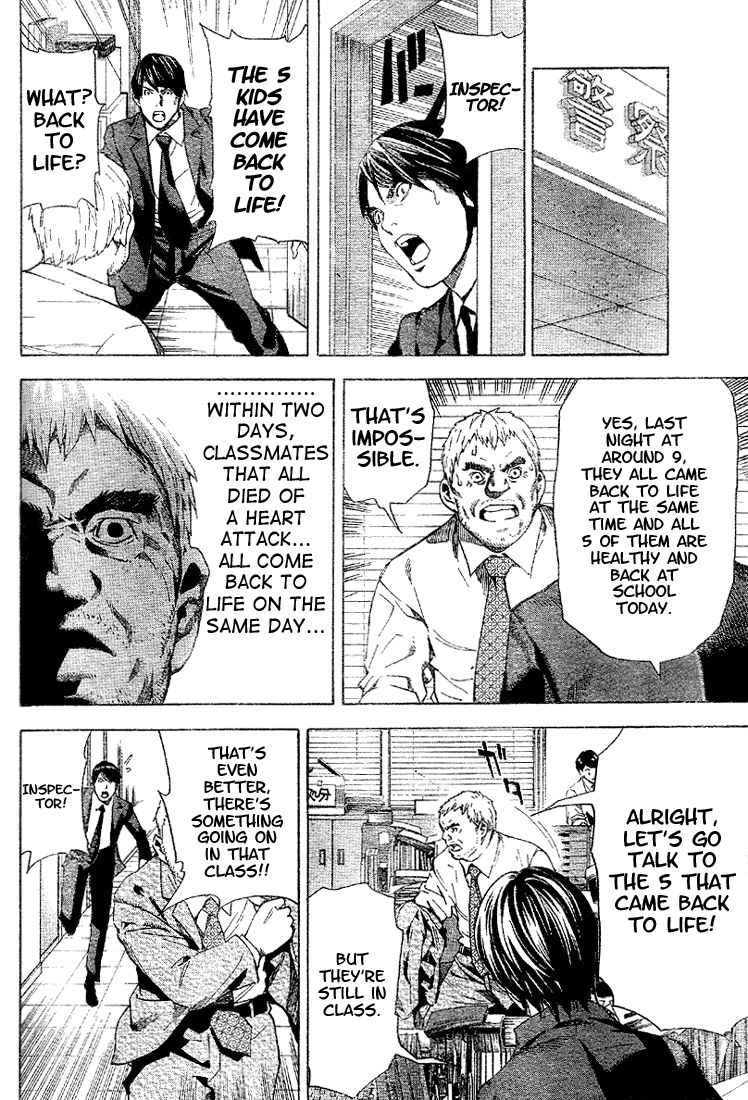 警察
INSPEC-
TOR!
バン
THE 5
KIDS
HAVE
COME
BACK
TO
LIFE!
WHAT?
BACK
TO
LIFE?
YES, LAST
NIGHT AT
AROUND 9,
THEY ALL CAME
BACK TO LIFE
AT THE SAME
TIME AND ALL
5 OF THEM ARE
HEALTHY AND
BACK AT
SCHOOL
TODAY.
THAT'S
IMPOS-
SIBLE.
...............
WITHIN TWO
DAYS,
CLASSMATES
THAT ALL
DIED OF
A HEART
ATTACK...
ALL COME
BACK TO
LIFE ON THE
SAME DAY...
ALRIGHT,
LET'S GO
TALK TO
THE 5 THAT
CAME BACK
TO LIFE!
BUT
THEY'RE
STILL IN
CLASS.
THAT'S
EVEN
BETTER,
THERE'S
SOMETHING
GOING ON
IN THAT
CLASS!!
INSPEC-
TOR!